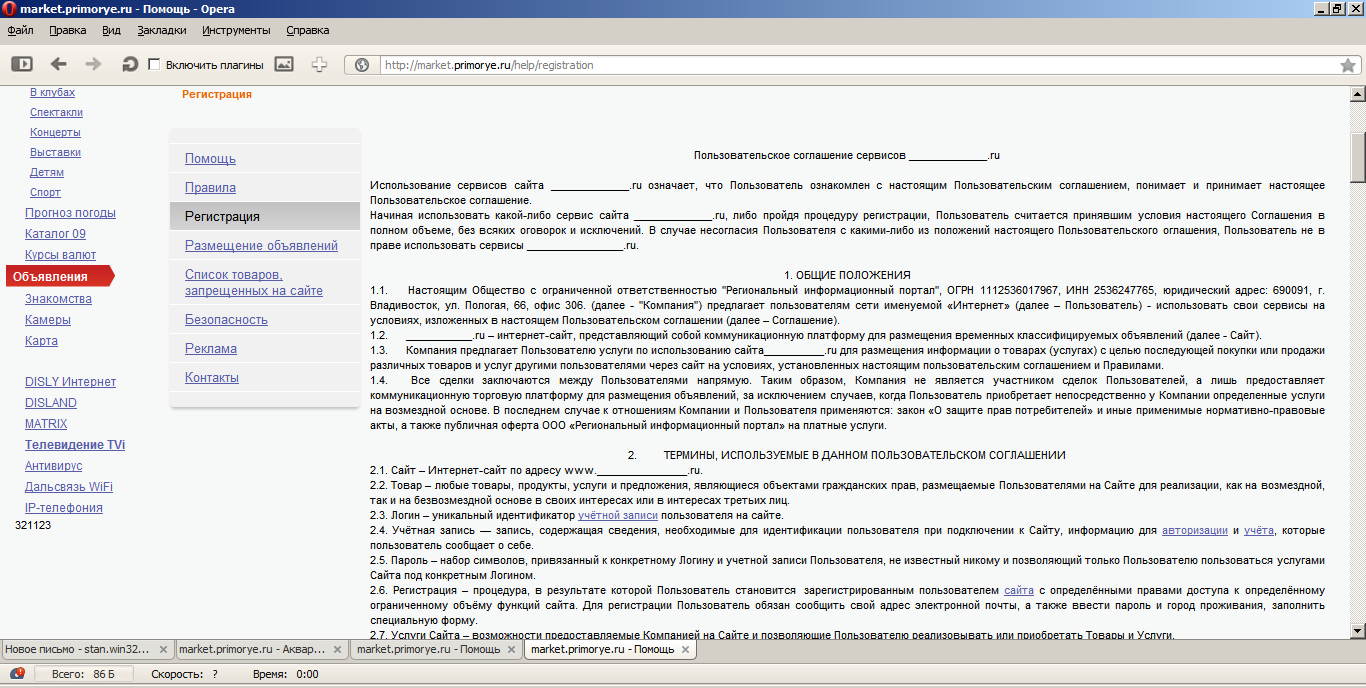 market.primorye.ru - Помощь - Opera
Файл Правка Вид Закладки Инструменты Справка
Включить плагины http://market.primorye.ru/help/registration
В клубах
Спектакли
Концерты
Выставки
Детям
Спорт
Прогноз погоды
Каталог 09
Курсы валют
Объявления
Знакомства
Камеры
Карта
DISLY Интернет
DISLAND
MATRIX
Телевидение TVi
Антивирус
Дальсвязь WiFi
IP-телефония
321123
Регистрация
Помощь
Правила
Регистрация
Размещение объявлений
Список товаров,
запрещенных на сайте
Безопасность
Реклама
Контакты
Пользовательское соглашение сервисов _____________.ru
Использование сервисов сайта _____________.ru означает, что Пользователь ознакомлен с настоящим Пользовательским соглашением, понимает и принимает настоящее
Пользовательское соглашение.
Начиная использовать какой-либо сервис сайта _____________.ru, либо пройдя процедуру регистрации, Пользователь считается принявшим условия настоящего Соглашения в
полном объеме, без всяких оговорок и исключений. В случае несогласия Пользователя с какими-либо из положений настоящего Пользовательского оглашения, Пользователь не в
праве использовать сервисы ________________.ru.
1. ОБЩИЕ ПОЛОЖЕНИЯ
1.1. Настоящим Общество с ограниченной ответственностью "Региональный информационный портал", ОГРН 1112536017967, ИНН 2536247765, юридический адрес: 690091, г.
Владивосток, ул. Пологая, 66, офис 306. (далее - "Компания") предлагает пользователям сети именуемой «Интернет» (далее – Пользователь) - использовать свои сервисы на
условиях, изложенных в настоящем Пользовательском соглашении (далее – Соглашение).
1.2. ___________.ru – интернет-сайт, представляющий собой коммуникационную платформу для размещения временных классифицируемых объявлений (далее - Сайт).
1.3. Компания предлагает Пользователю услуги по использованию сайта__________.ru для размещения информации о товарах (услугах) с целью последующей покупки или продажи
различных товаров и услуг другими пользователями через сайт на условиях, установленных настоящим пользовательским соглашением и Правилами.
1.4. Все сделки заключаются между Пользователями напрямую. Таким образом, Компания не является участником сделок Пользователей, а лишь предоставляет
коммуникационную торговую платформу для размещения объявлений, за исключением случаев, когда Пользователь приобретает непосредственно у Компании определенные услуги
на возмездной основе. В последнем случае к отношениям Компании и Пользователя применяются: закон «О защите прав потребителей» и иные применимые нормативно-правовые
акты, а также публичная оферта ООО «Региональный информационный портал» на платные услуги.
2. ТЕРМИНЫ, ИСПОЛЬЗУЕМЫЕ В ДАННОМ ПОЛЬЗОВАТЕЛЬСКОМ СОГЛАШЕНИИ
2.1. Сайт – Интернет-сайт по адресу www._______________.ru.
2.2. Товар – любые товары, продукты, услуги и предложения, являющиеся объектами гражданских прав, размещаемые Пользователями на Сайте для реализации, как на возмездной,
так и на безвозмездной основе в своих интересах или в интересах третьих лиц.
2.3. Логин – уникальный идентификатор учётной записи пользователя на сайте.
2.4. Учётная запись — запись, содержащая сведения, необходимые для идентификации пользователя при подключении к Сайту, информацию для авторизации и учёта, которые
пользователь сообщает о себе.
2.5. Пароль – набор символов, привязанный к конкретному Логину и учетной записи Пользователя, не известный никому и позволяющий только Пользователю пользоваться услугами
Сайта под конкретным Логином.
2.6. Регистрация – процедура, в результате которой Пользователь становится зарегистрированным пользователем сайта с определёнными правами доступа к определённому
ограниченному объёму функций сайта. Для регистрации Пользователь обязан сообщить свой адрес электронной почты, а также ввести пароль и город проживания, заполнить
специальную форму.
2.7. Услуги Сайта – возможности предоставляемые Компанией на Сайте и позволяющие Пользователю реализовывать или приобретать Товары и Услуги.
Новое письмо - stan.win32... market.primorye.ru - Аквар... market.primorye.ru - Помощь market.primorye.ru - Помощь
Всего: 86 Б Скорость: ? Время: 0:00